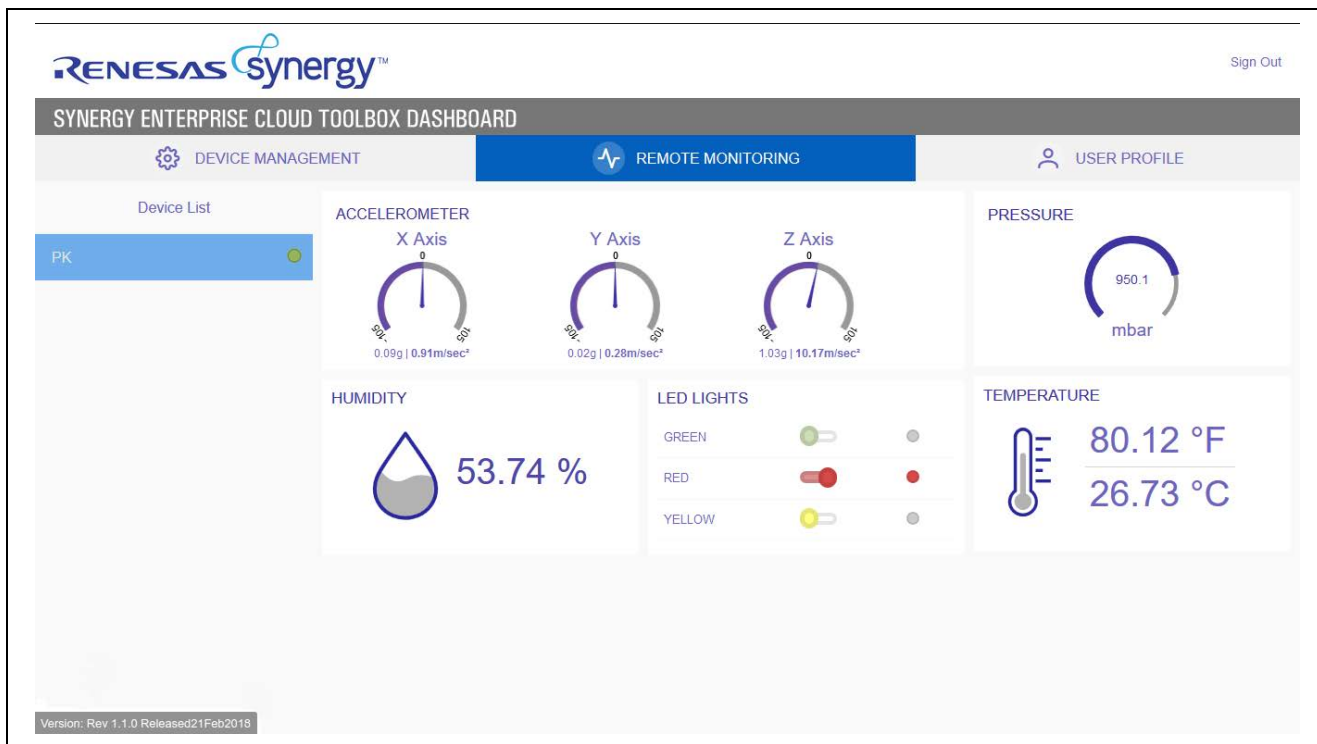 RENESAS synergy™
Sign Out
SYNERGY ENTERPRISE CLOUD TOOLBOX DASHBOARD
DEVICE MANAGEMENT
REMOTE MONITORING
USER PROFILE
Device List
PK
ACCELEROMETER
X Axis
0
-105
105
0.09g | 0.91m/sec²
Y Axis
0
-105
105
0.02g | 0.28m/sec²
Z Axis
0
-105
105
1.03g | 10.17m/sec²
PRESSURE
950.1
mbar
HUMIDITY
53.74 %
LED LIGHTS
GREEN
RED
YELLOW
TEMPERATURE
80.12 °F
26.73 °C
Version: Rev 1.1.0 Released21Feb2018